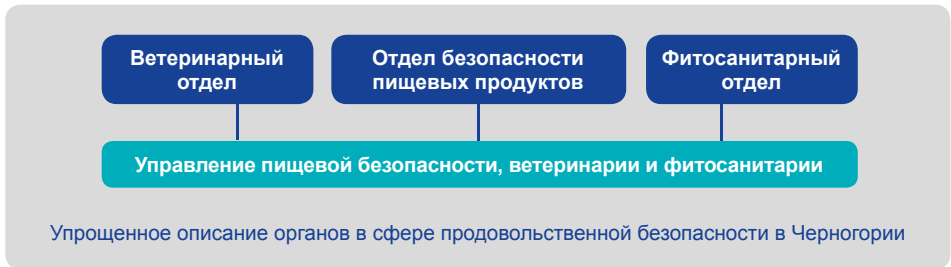 Ветеринарный
отдел
Отдел безопасности
пищевых продуктов
Фитосанитарный
отдел
Управление пищевой безопасности, ветеринарии и фитосанитарии
Упрощенное описание органов в сфере продовольственной безопасности в Черногории